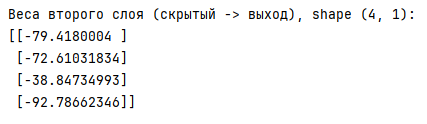 Веса второго слоя (скрытый -> выход), shape (4, 1):
[[-79.4180004 ]
 [-72.61031834]
 [-38.84734993]
 [-92.78662346]]